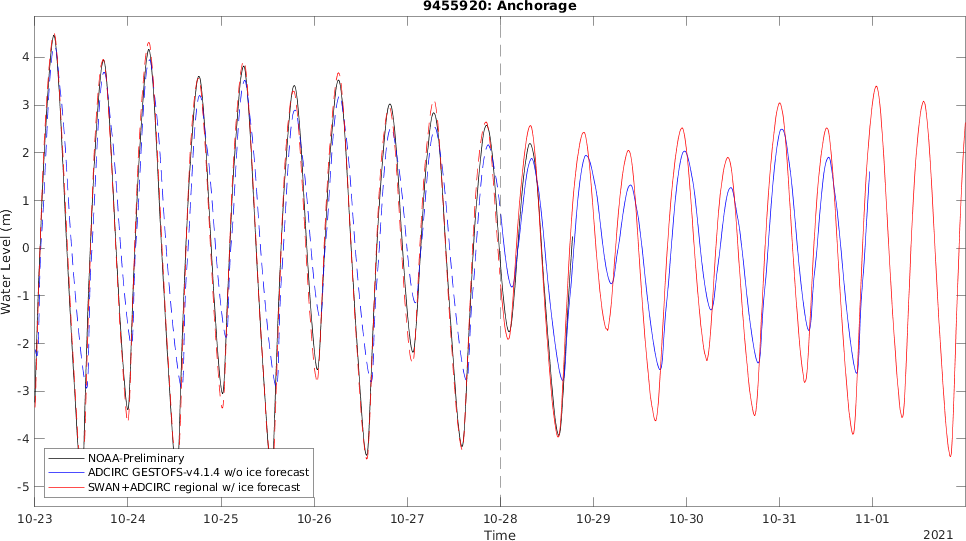 9455920: Anchorage
Water Level (m)
4
3
2
1
0
-1
-2
-3
-4
-5
NOAA-Preliminary
ADCIRC GESTOFS-v4.1.4 w/o ice forecast
SWAN+ADCIRC regional w/ ice forecast
10-23 10-24 10-25 10-26 10-27 10-28 10-29 10-30 10-31 11-01
Time
2021